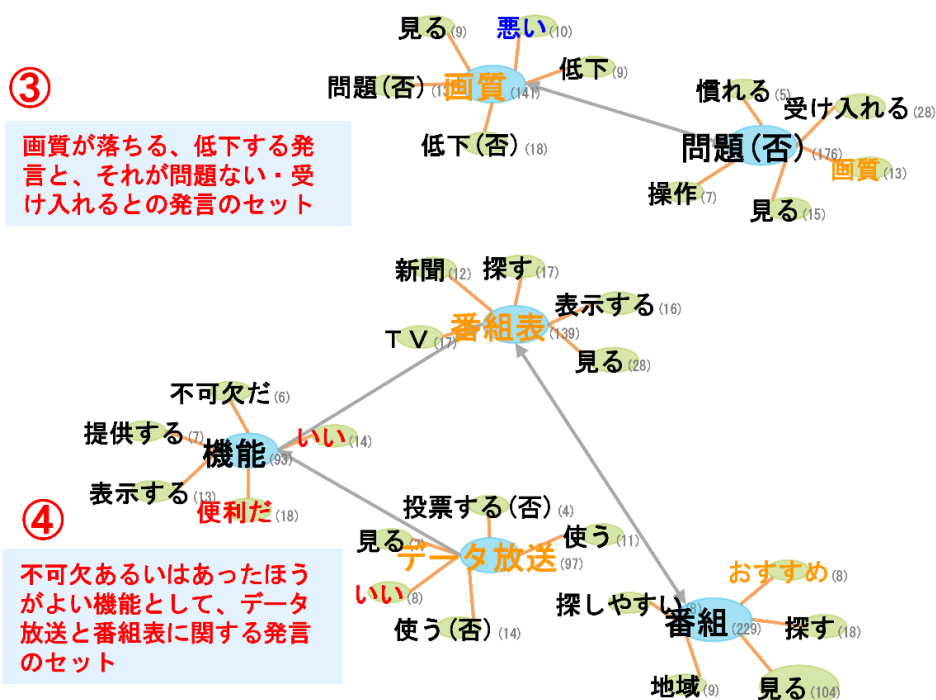 見る(9)
悪い(10)
低下(9)
問題(否)
画質(141)
低下(否)(18)
慣れる(5)
受け入れる(28)
問題(否)(176)
画質(13)
操作(7)
見る(15)
③
画質が落ちる、低下する発
言と、それが問題ない・受
け入れるとの発言のセット
新聞(12)
探す(17)
表示する(16)
ＴＶ(17)
番組表(139)
見る(28)
不可欠だ(6)
提供する(7)
いい(14)
機能(93)
表示する(13)
便利だ(18)
④
不可欠あるいはあったほう
がよい機能として、データ
放送と番組表に関する発言
のセット
投票する(否)(4)
見る
使う(11)
データ放送(97)
いい(8)
使う(否)(14)
おすすめ(8)
探しやすい(8)
番組(229)
探す(18)
地域(9)
見る(104)